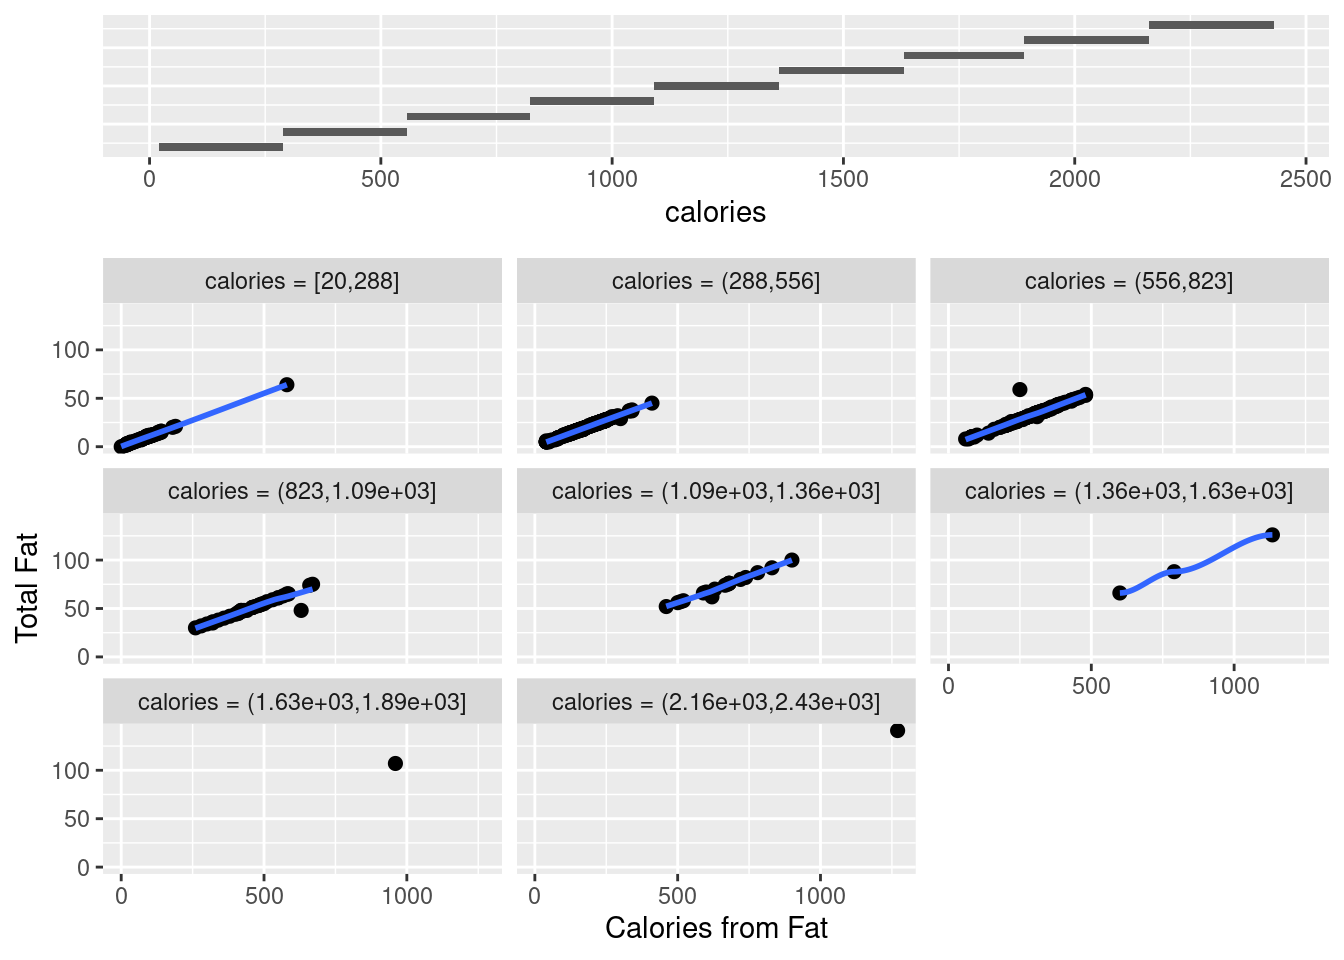 0 500 1000 1500 2000 2500
calories
calories = [20,288] calories = (288,556] calories = (556,823]
100
50
0
calories = (823,1.09e+03] calories = (1.09e+03,1.36e+03] calories = (1.36e+03,1.63e+03]
100
50
0
0 500 1000
Total Fat
calories = (1.63e+03,1.89e+03] calories = (2.16e+03,2.43e+03]
100
50
0
0 500 1000 0 500 1000
Calories from Fat